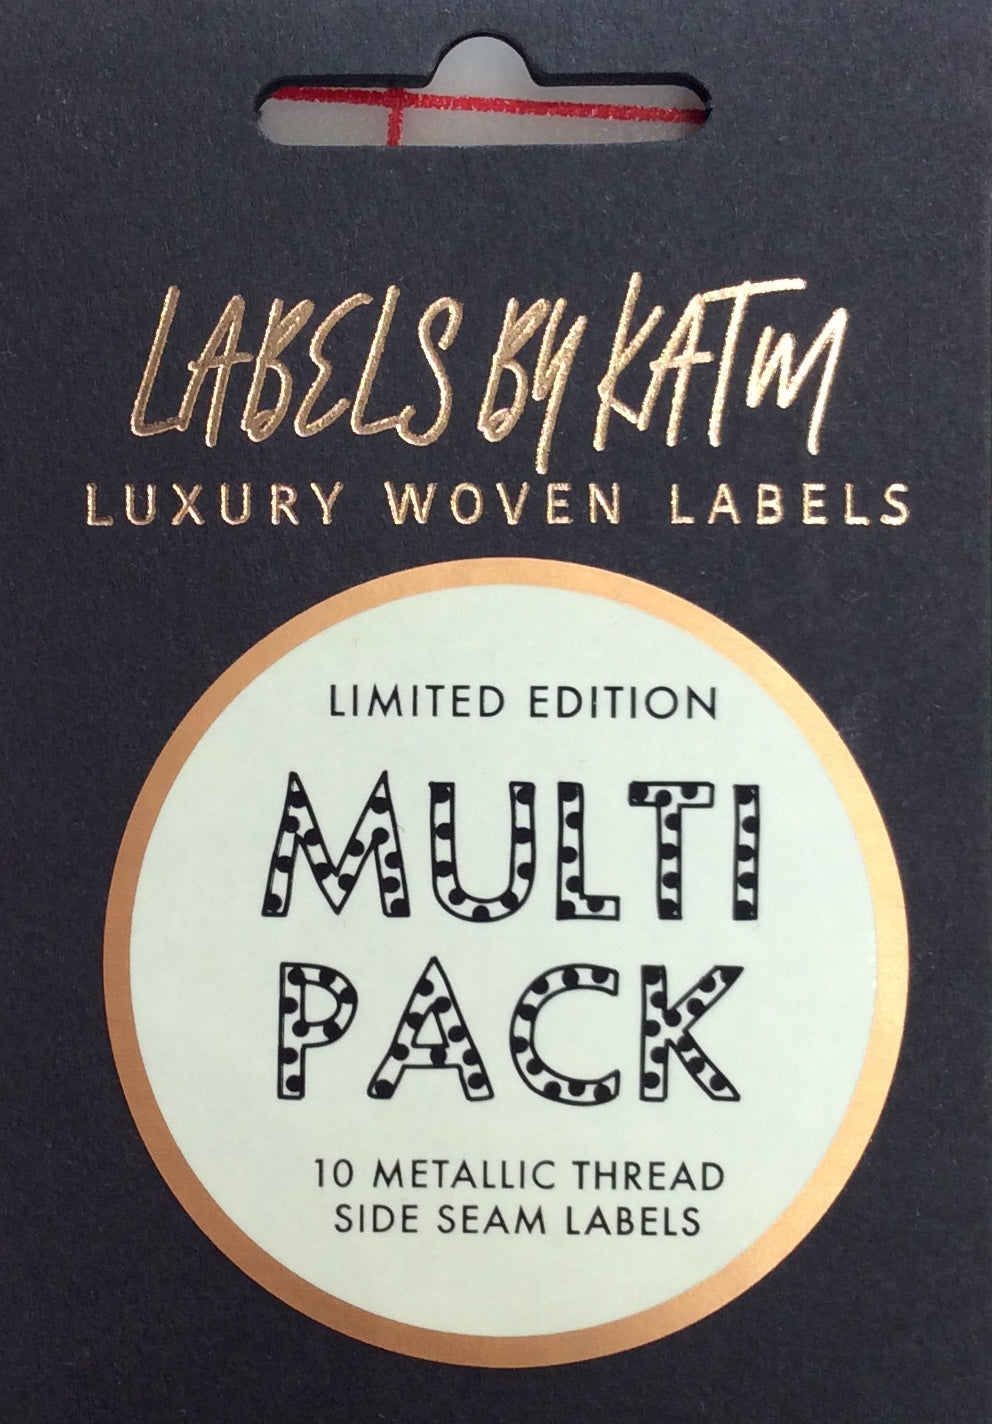 LABELS BY KATM
LUXURY WOVEN LABELS
LIMITED EDITION
MULTI
PACK
10 METALLIC THREAD
SIDE SEAM LABELS